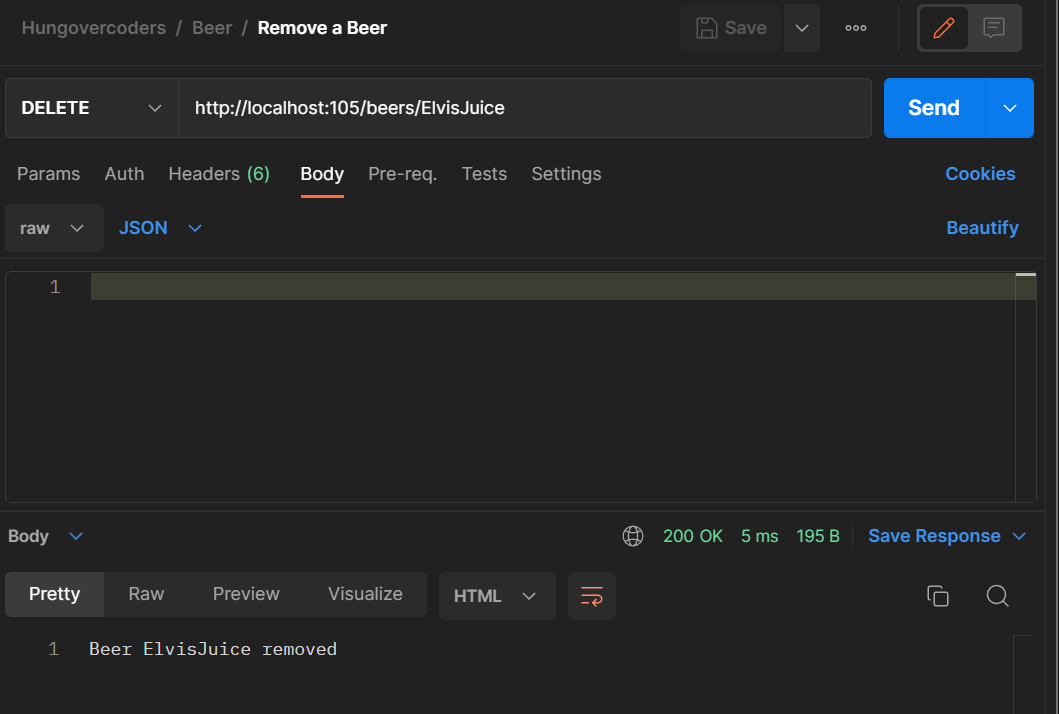 Hungovercoders / Beer / Remove a Beer Save
DELETE http://localhost:105/beers/ElvisJuice Send
Params Auth Headers (6) Body Pre-req. Tests Settings Cookies
raw JSON Beautify
1
Body 200 OK 5 ms 195 B Save Response
Pretty Raw Preview Visualize HTML
1 Beer ElvisJuice removed